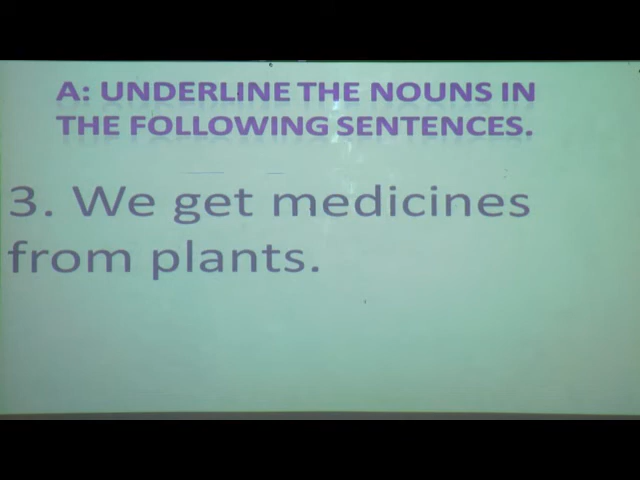 A: UNDERLINE THE NOUNS IN
THE FOLLOWING SENTENCES.
3. We get medicines
from plants.